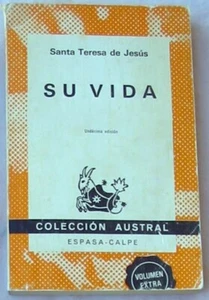 Santa Teresa de Jesús
SU VIDA
COLECCIÓN AUSTRAL
ESPASA-CALPE
VOLUMEN
EXTRA